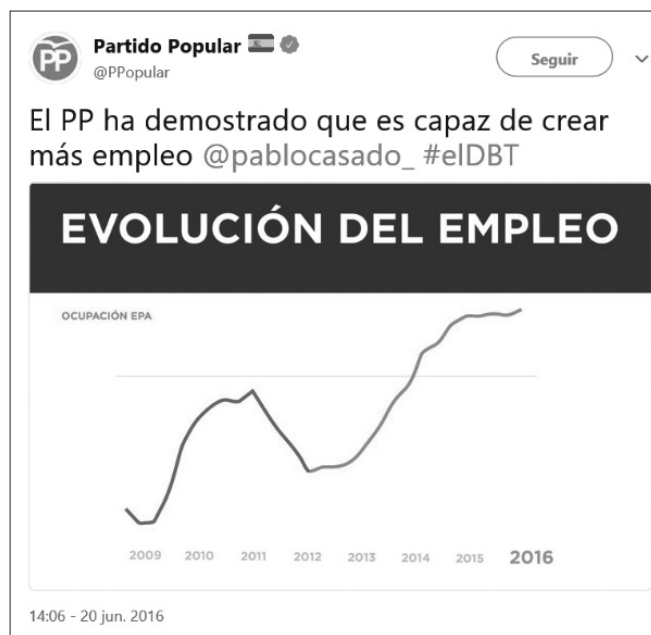 PP
Partido Popular
@PPopular
Seguir
El PP ha demostrado que es capaz de crear
más empleo @pablocasado_ #elDBT
EVOLUCIÓN DEL EMPLEO
OCUPACIÓN EPA
2009 2010 2011 2012 2013 2014 2015 2016
14:06 - 20 jun. 2016